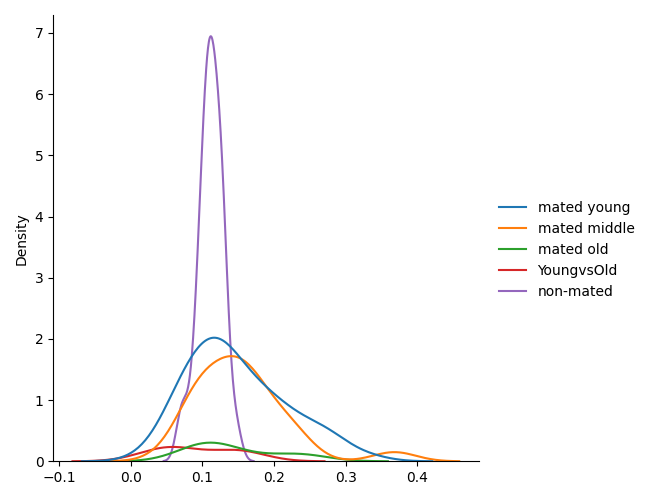 7
6
5
4
3
2
1
0
Density
−0.1
0.0
0.1
0.2
0.3
0.4
mated young
mated middle
mated old
YoungvsOld
non-mated